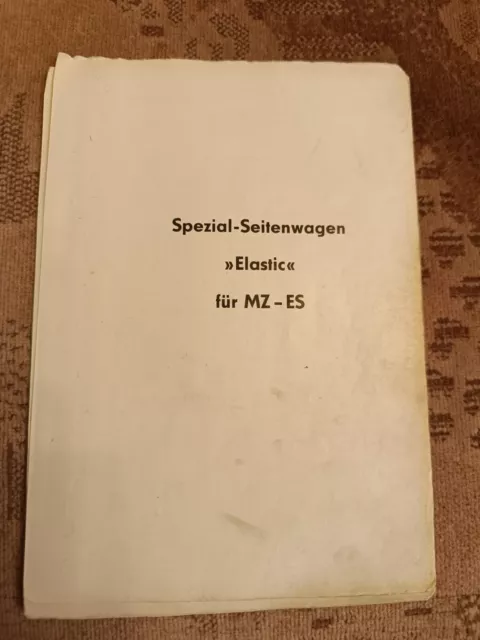 Spezial-Seitenwagen
»Elastic«
für MZ – ES